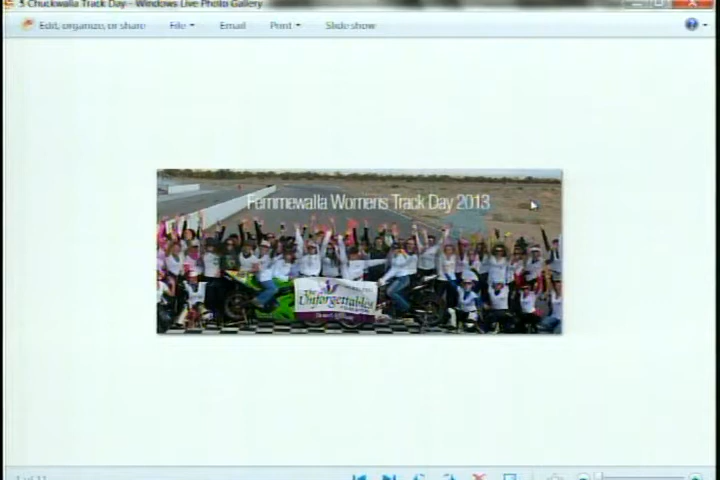 5 Chuckwalla Track Day - Windows Live Photo Gallery
Edit, organize, or share File Email Print Slide show
Femmewalla Womens Track Day 2013
The
Unforgettables